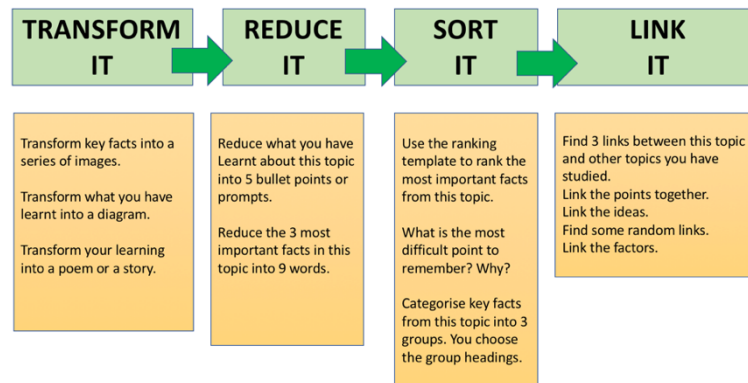 TRANSFORM
IT
REDUCE
IT
SORT
IT
LINK
IT
Transform key facts into a
series of images.
Transform what you have
learnt into a diagram.
Transform your learning
into a poem or a story.
Reduce what you have
Learnt about this topic
into 5 bullet points or
prompts.
Reduce the 3 most
important facts in this
topic into 9 words.
Use the ranking
template to rank the
most important facts
from this topic.
What is the most
difficult point to
remember? Why?
Categorise key facts
from this topic into 3
groups. You choose
the group headings.
Find 3 links between this topic
and other topics you have
studied.
Link the points together.
Link the ideas.
Find some random links.
Link the factors.